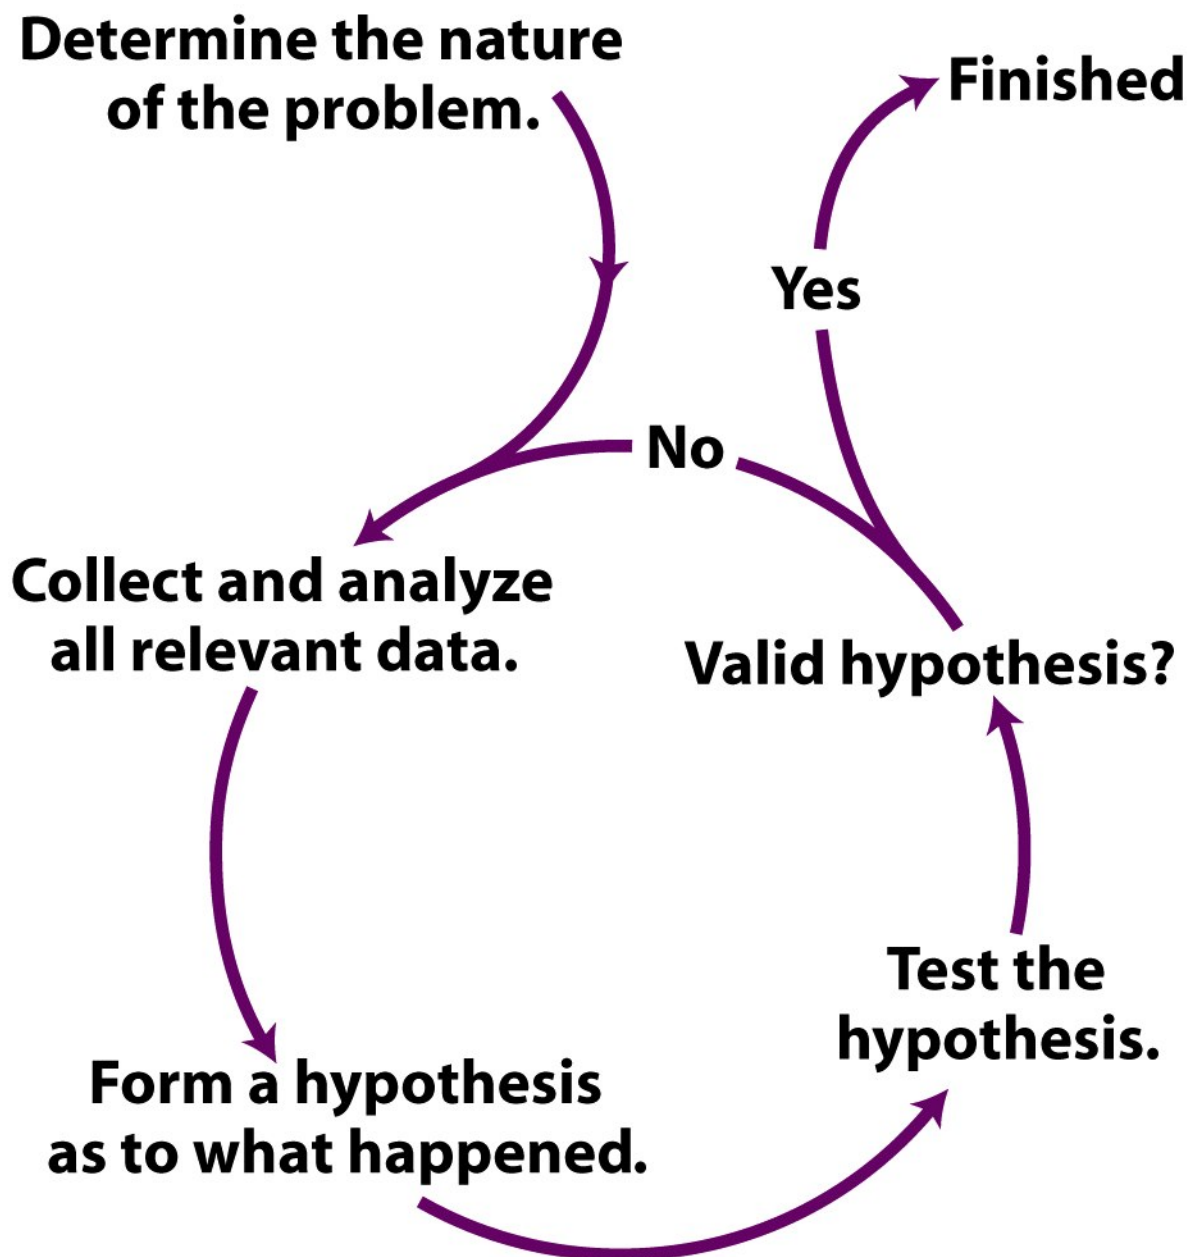 Determine the nature
of the problem.
Finished
Yes
No
Collect and analyze
all relevant data.
Valid hypothesis?
Test the
hypothesis.
Form a hypothesis
as to what happened.